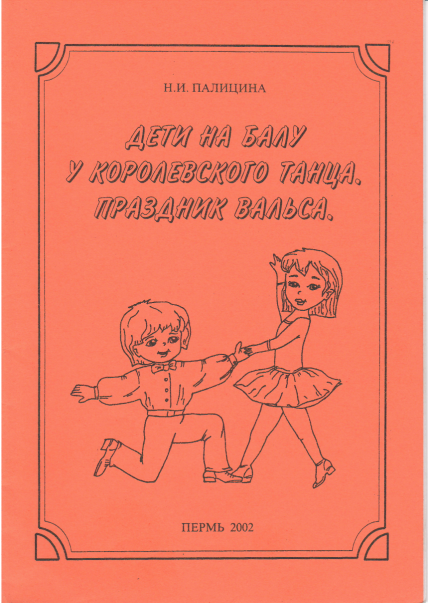 Н.И. ПАЛИЦИНА
ДЕТИ НА БАЛУ
У КОРОЛЕВСКОГО ТАНЦА.
ПРАЗДНИК ВАЛЬСА.
ПЕРМЬ 2002